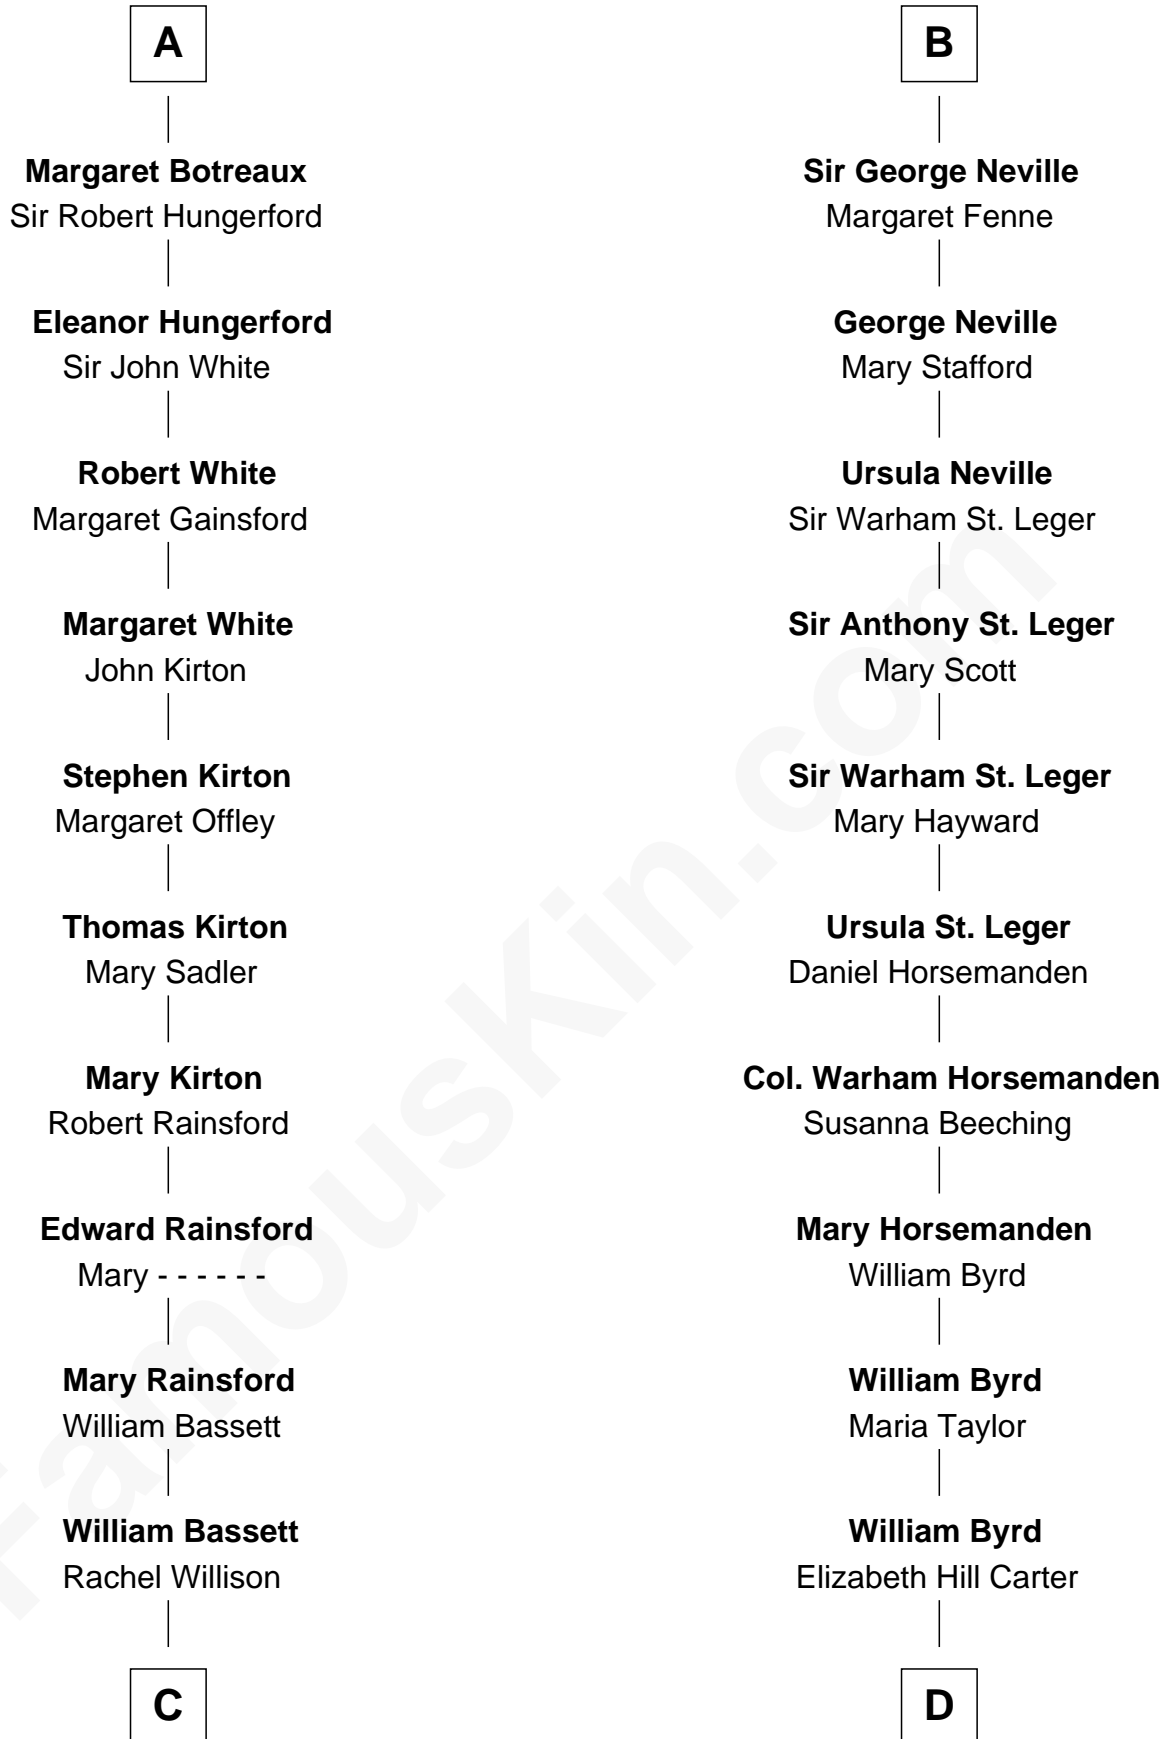 A
Margaret Botreaux
Sir Robert Hungerford
Eleanor Hungerford
Sir John White
Robert White
Margaret Gainsford
Margaret White
John Kirton
Stephen Kirton
Margaret Offley
Thomas Kirton
Mary Sadler
Mary Kirton
Robert Rainsford
Edward Rainsford
Mary - - - - - -
Mary Rainsford
William Bassett
William Bassett
Rachel Willison
C
B
Sir George Neville
Margaret Fenne
George Neville
Mary Stafford
Ursula Neville
Sir Warham St. Leger
Sir Anthony St. Leger
Mary Scott
Sir Warham St. Leger
Mary Hayward
Ursula St. Leger
Daniel Horsemanden
Col. Warham Horsemanden
Susanna Beeching
Mary Horsemanden
William Byrd
William Byrd
Maria Taylor
William Byrd
Elizabeth Hill Carter
D
FamousKin.com